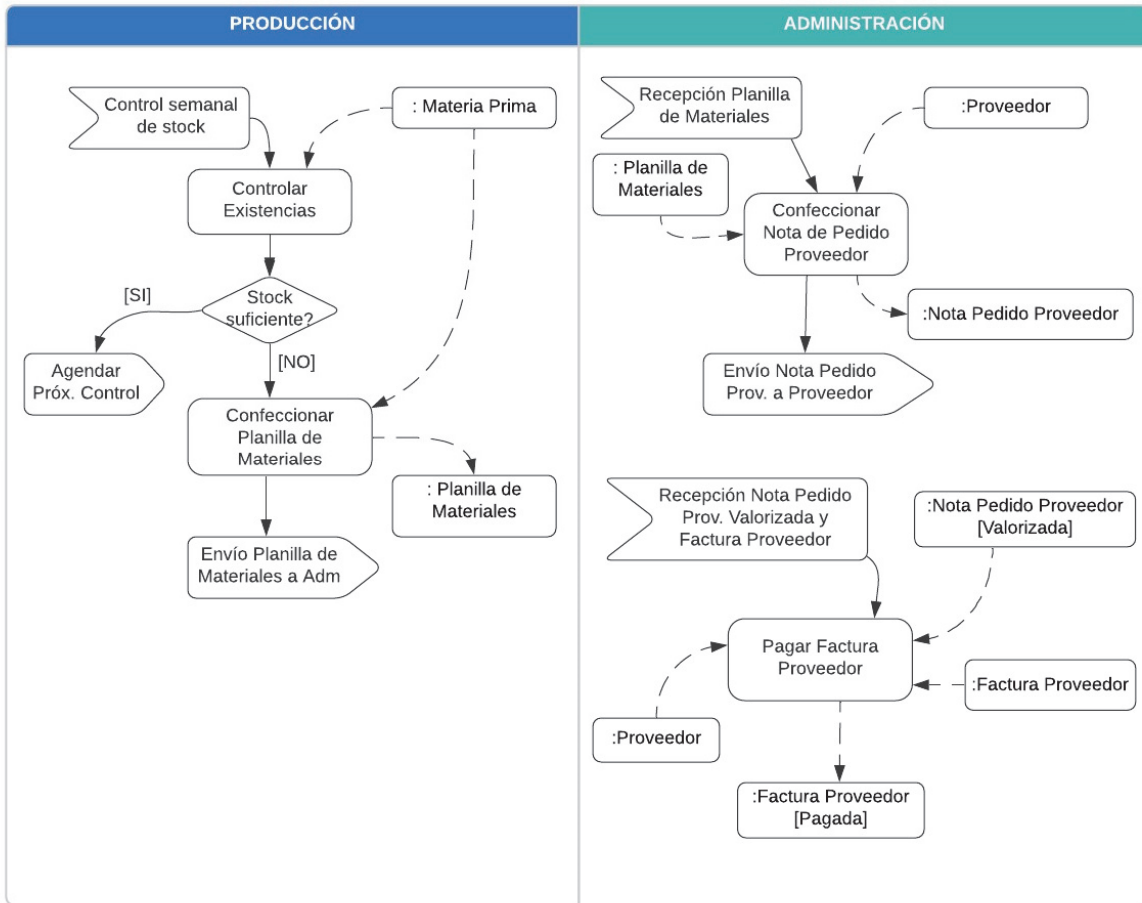 PRODUCCIÓN
Control semanal
de stock
: Materia Prima
Controlar
Existencias
Stock
suficiente?
[SI]
[NO]
Agendar
Próx. Control
Confeccionar
Planilla de
Materiales
: Planilla de
Materiales
Envío Planilla de
Materiales a Adm
ADMINISTRACIÓN
Recepción Planilla
de Materiales
:Proveedor
: Planilla de
Materiales
Confeccionar
Nota de Pedido
Proveedor
:Nota Pedido Proveedor
Envío Nota Pedido
Prov. a Proveedor
Recepción Nota Pedido
Prov. Valorizada y
Factura Proveedor
:Nota Pedido Proveedor
[Valorizada]
Pagar Factura
Proveedor
:Factura Proveedor
:Proveedor
:Factura Proveedor
[Pagada]